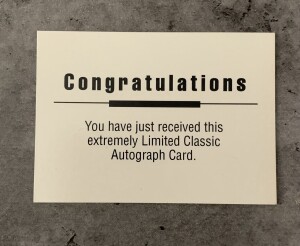 Congratulations
You have just received this
extremely Limited Classic
Autograph Card.